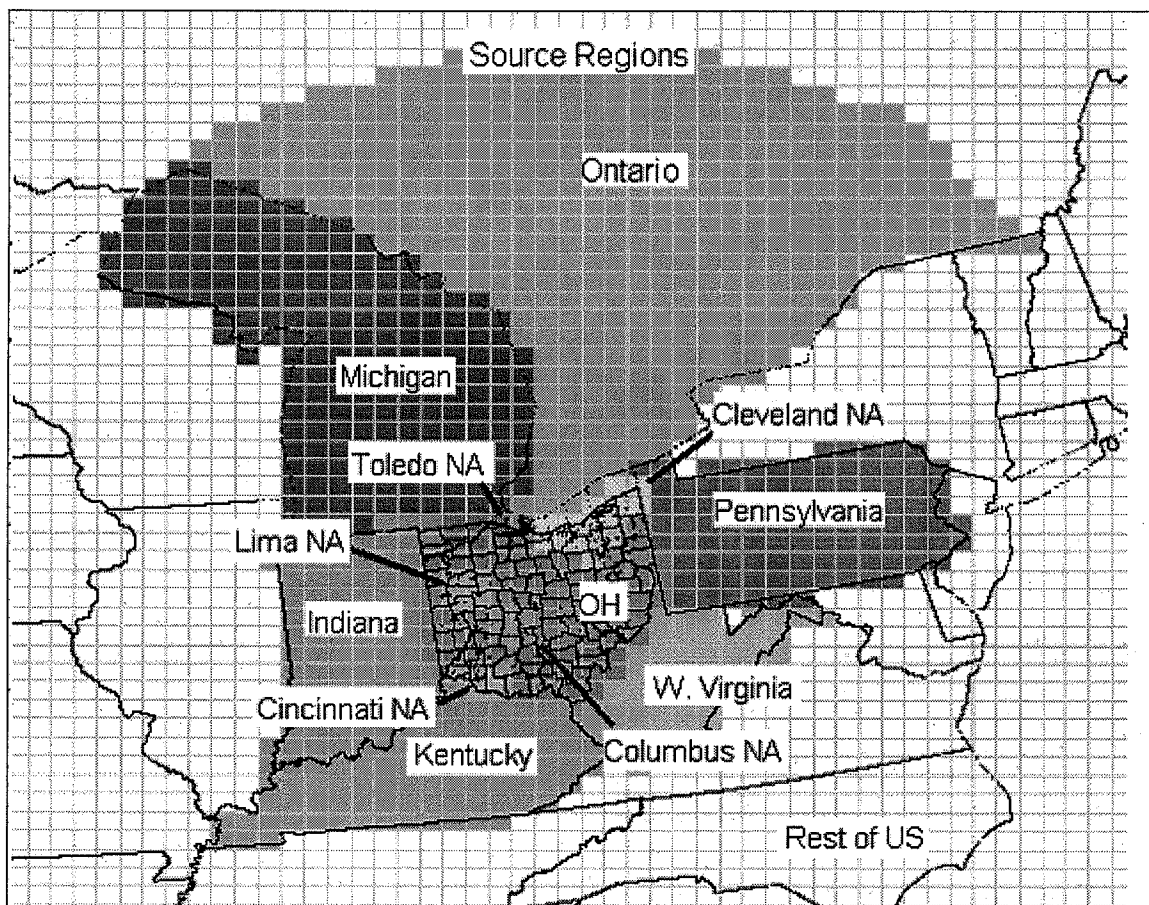 Source Regions
Ontario
Michigan
Cleveland NA
Toledo NA
Pennsylvania
Lima NA
OH
Indiana
W. Virginia
Cincinnati NA
Kentucky
Columbus NA
Rest of US